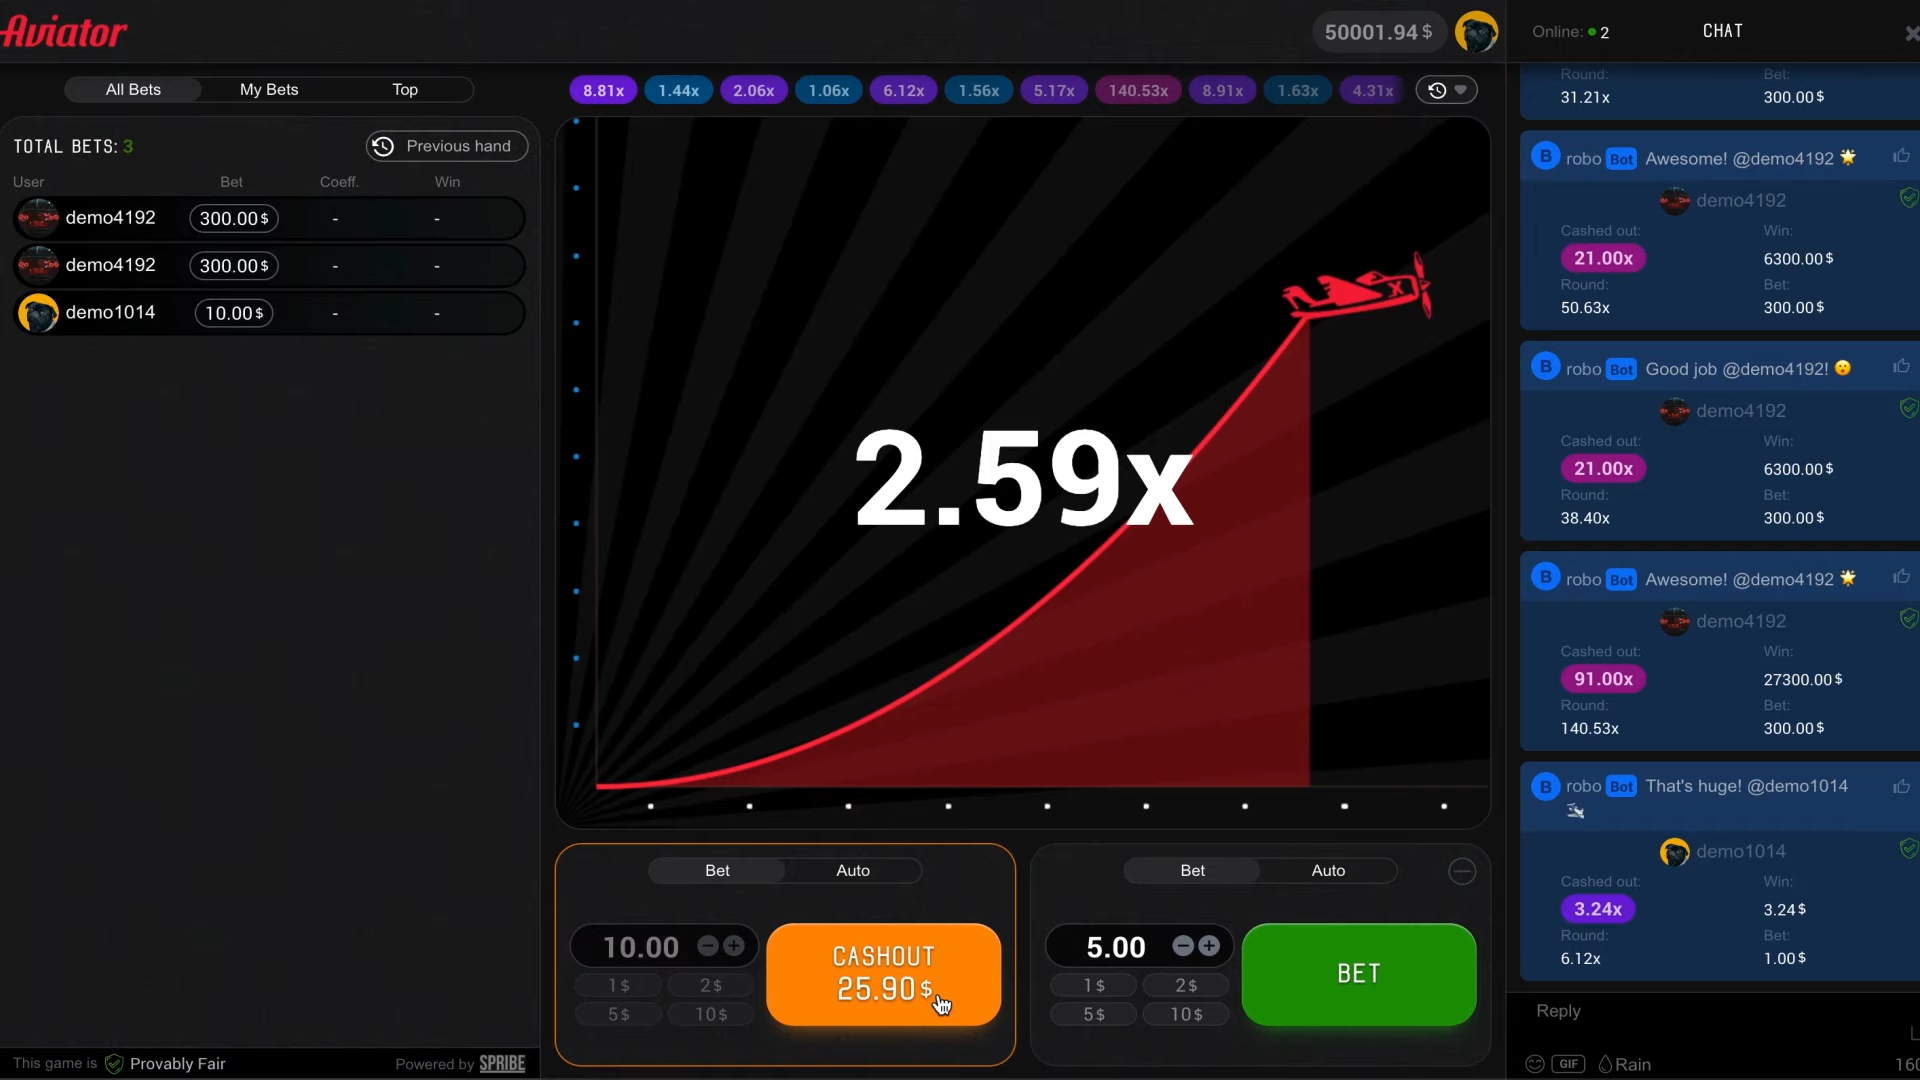 Aviator
50001.94 $
Online: 2
CHAT
All Bets
My Bets
Top
8.81x
1.44x
2.06x
1.06x
6.12x
1.56x
5.17x
140.53x
8.91x
1.63x
4.31x
TOTAL BETS: 3
Previous hand
User Bet Coeff. Win
demo4192 300.00 $ - -
demo4192 300.00 $ - -
demo1014 10.00 $ - -
This game is Provably Fair
Powered by SPRIBE
X
2.59x
Bet Auto
10.00
1 $ 2 $
5 $ 10 $
CASHOUT
25.90 $
Bet Auto
5.00
1 $ 2 $
5 $ 10 $
BET
Round: Bet:
31.21x 300.00 $
B robo Bot Awesome! @demo4192
demo4192
Cashed out: Win:
21.00x 6300.00 $
Round: Bet:
50.63x 300.00 $
B robo Bot Good job @demo4192!
demo4192
Cashed out: Win:
21.00x 6300.00 $
Round: Bet:
38.40x 300.00 $
B robo Bot Awesome! @demo4192
demo4192
Cashed out: Win:
91.00x 27300.00 $
Round: Bet:
140.53x 300.00 $
B robo Bot That's huge! @demo1014
demo1014
Cashed out: Win:
3.24x 3.24 $
Round: Bet:
6.12x 1.00 $
Reply
GIF Rain
160